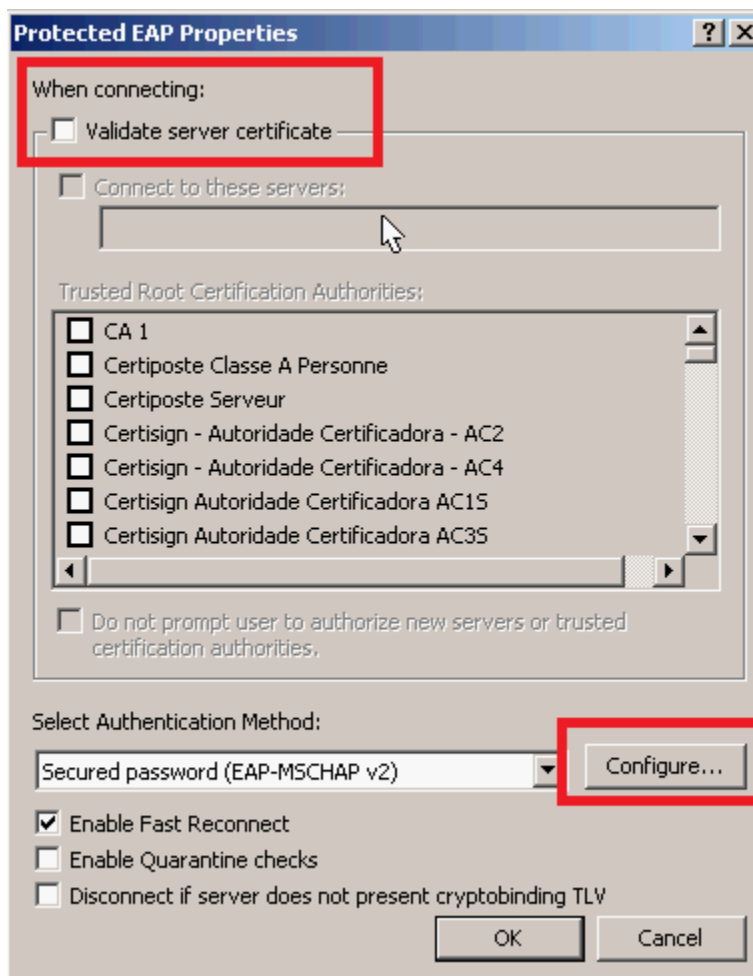 Protected EAP Properties
When connecting:
Validate server certificate
Connect to these servers:
Trusted Root Certification Authorities:
CA 1
Certiposte Classe A Personne
Certiposte Serveur
Certisign - Autoridade Certificadora - AC2
Certisign - Autoridade Certificadora - AC4
Certisign Autoridade Certificadora AC1S
Certisign Autoridade Certificadora AC3S
Do not prompt user to authorize new servers or trusted
certification authorities.
Select Authentication Method:
Secured password (EAP-MSCHAP v2)
Configure...
Enable Fast Reconnect
Enable Quarantine checks
Disconnect if server does not present cryptobinding TLV
OK
Cancel